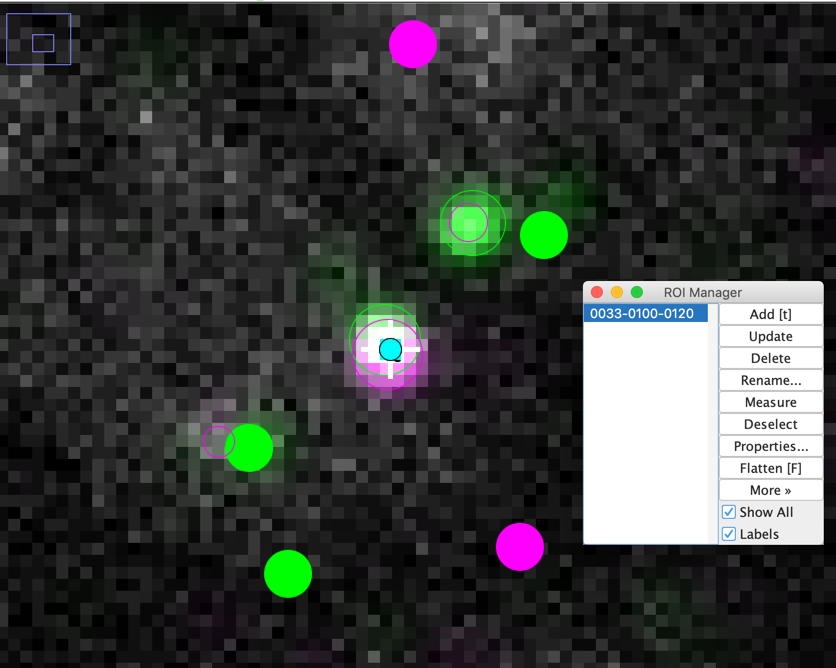 ROI Manager
0033-0100-0120
Add [t]
Update
Delete
Rename...
Measure
Deselect
Properties...
Flatten [F]
More »
Show All
Labels